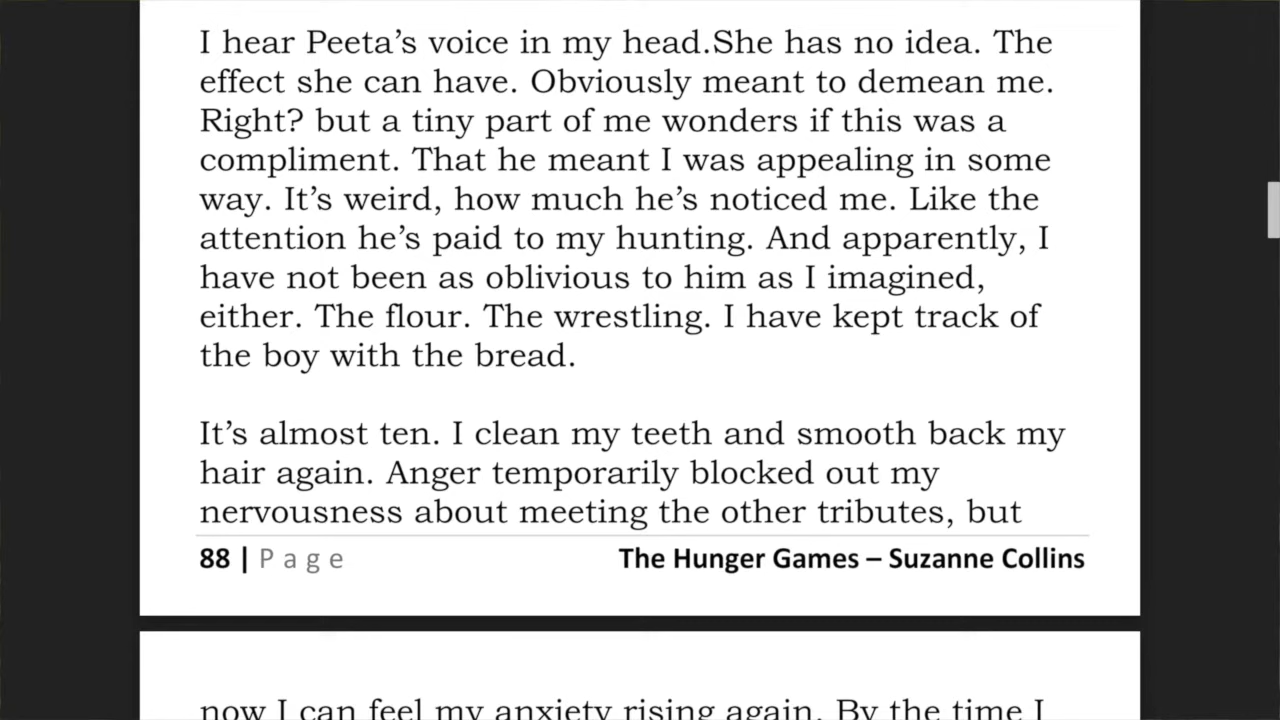 I hear Peeta’s voice in my head.She has no idea. The
effect she can have. Obviously meant to demean me.
Right? but a tiny part of me wonders if this was a
compliment. That he meant I was appealing in some
way. It’s weird, how much he’s noticed me. Like the
attention he’s paid to my hunting. And apparently, I
have not been as oblivious to him as I imagined,
either. The flour. The wrestling. I have kept track of
the boy with the bread.
It’s almost ten. I clean my teeth and smooth back my
hair again. Anger temporarily blocked out my
nervousness about meeting the other tributes, but
88 | P a g e The Hunger Games – Suzanne Collins
now I can feel my anxiety rising again. By the time I